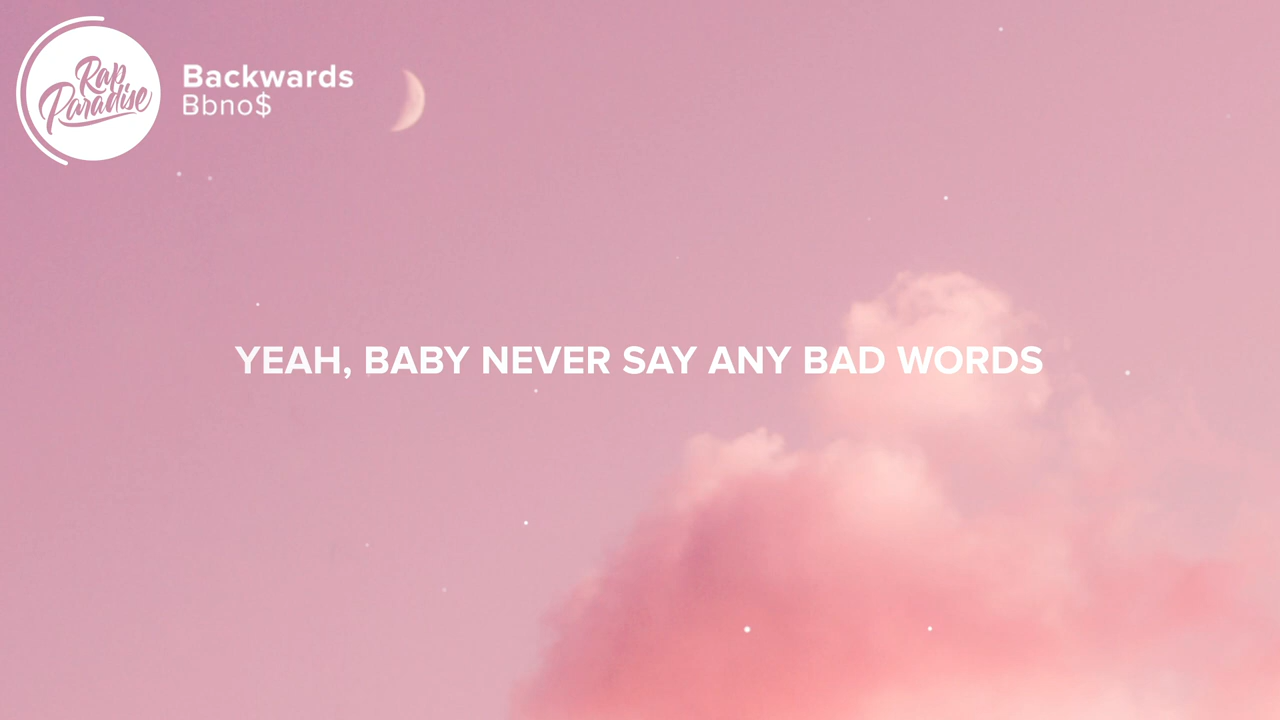 Rap
Paradise
Backwards
Bbno$
YEAH, BABY NEVER SAY ANY BAD WORDS